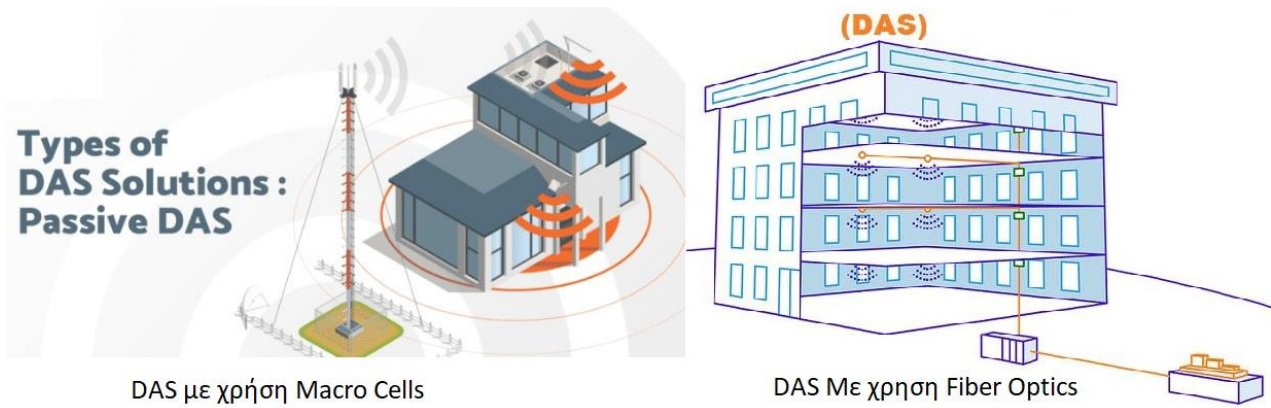 Types of
DAS Solutions :
Passive DAS
(DAS)
DAS με χρήση Macro Cells
DAS Με χρηση Fiber Optics